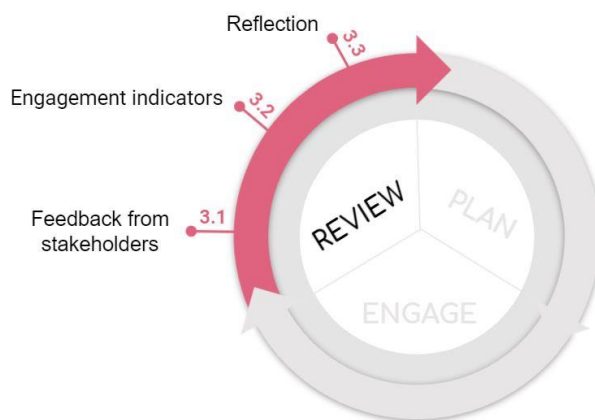 Reflection
3.3
Engagement indicators
3.2
Feedback from
stakeholders
3.1
REVIEW
PLAN
ENGAGE